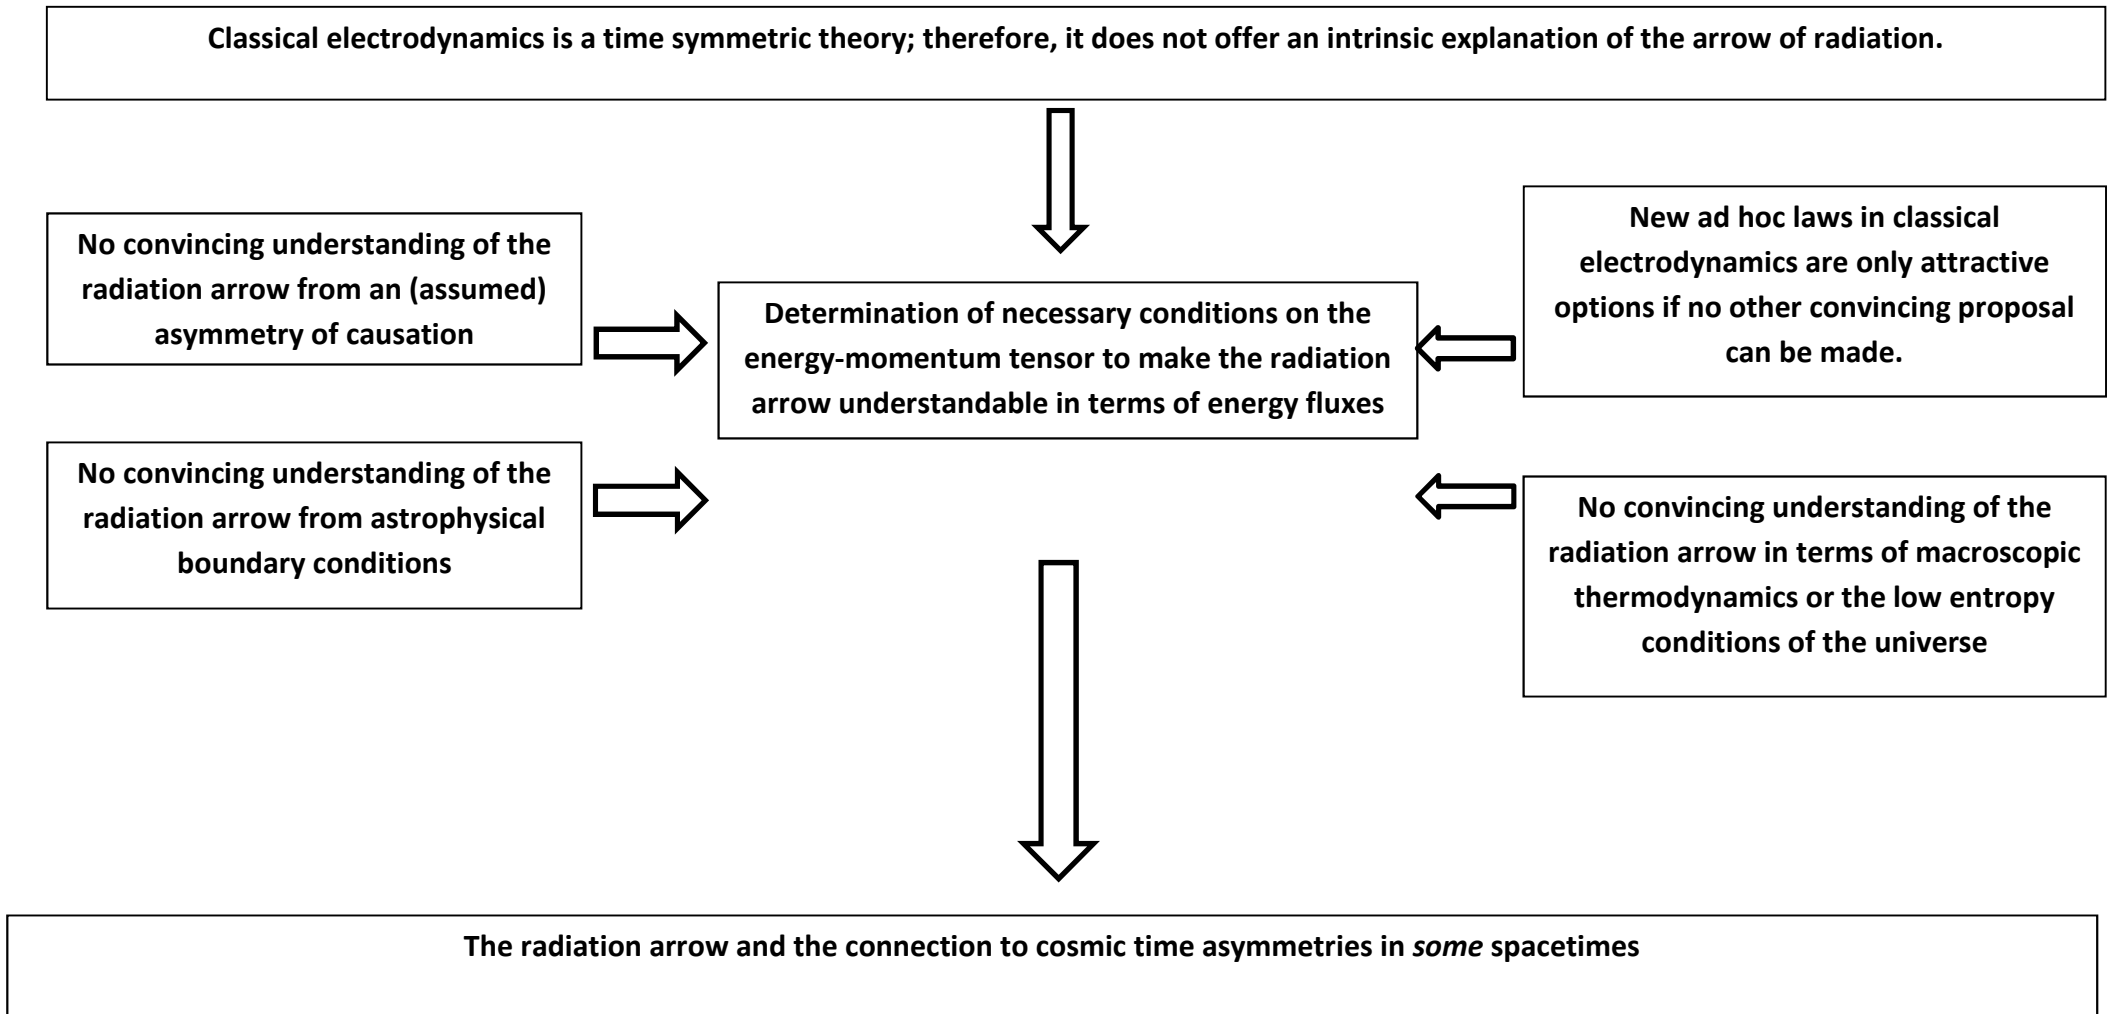 Classical electrodynamics is a time symmetric theory; therefore, it does not offer an intrinsic explanation of the arrow of radiation.
No convincing understanding of the
radiation arrow from an (assumed)
asymmetry of causation
Determination of necessary conditions on the
energy-momentum tensor to make the radiation
arrow understandable in terms of energy fluxes
New ad hoc laws in classical
electrodynamics are only attractive
options if no other convincing proposal
can be made.
No convincing understanding of the
radiation arrow from astrophysical
boundary conditions
No convincing understanding of the
radiation arrow in terms of macroscopic
thermodynamics or the low entropy
conditions of the universe
The radiation arrow and the connection to cosmic time asymmetries in some spacetimes